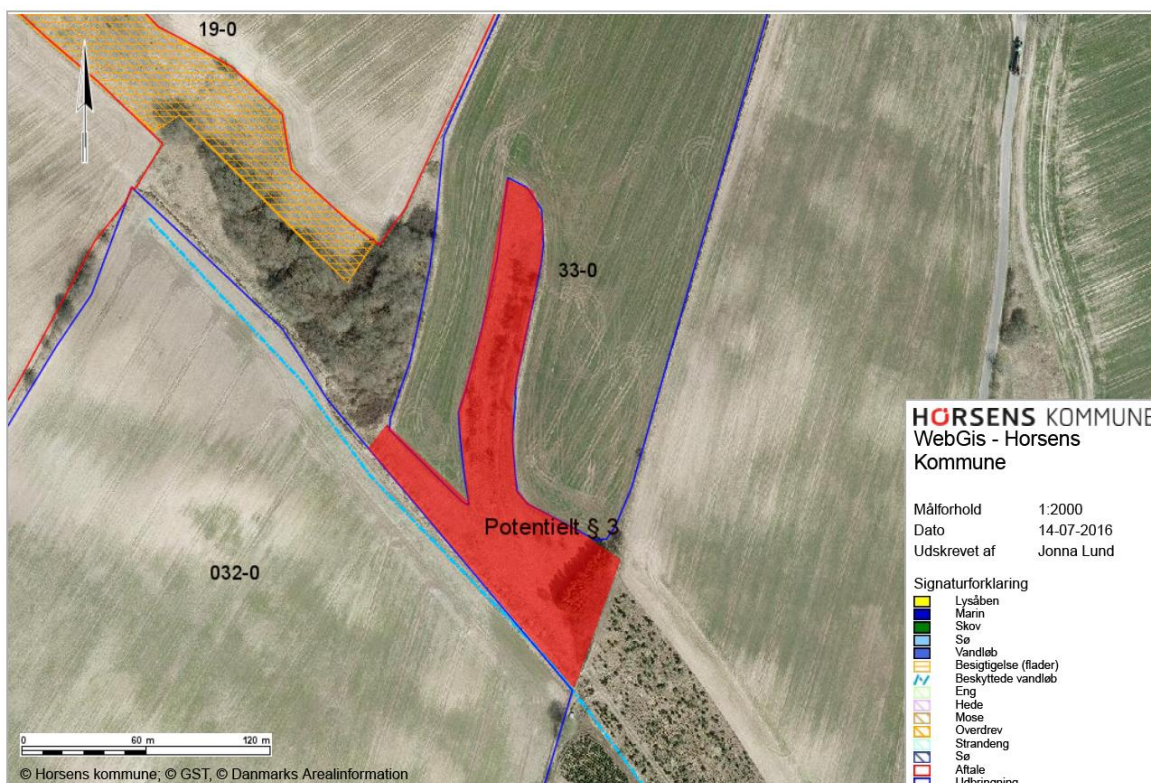 19-0
33-0
Potentielt § 3
032-0
HORSENS KOMMUNE
WebGis - Horsens
Kommune
Målforhold 1:2000
Dato 14-07-2016
Udskrevet af Jonna Lund
Signaturforklaring
Lysåben
Marin
Skov
Sø
Vandløb
Besigtigelse (flader)
Beskyttede vandløb
Eng
Hede
Mose
Overdrev
Strandeng
Sø
Aftale
Udbringning
0 60 m 120 m
© Horsens kommune; © GST, © Danmarks Arealinformation